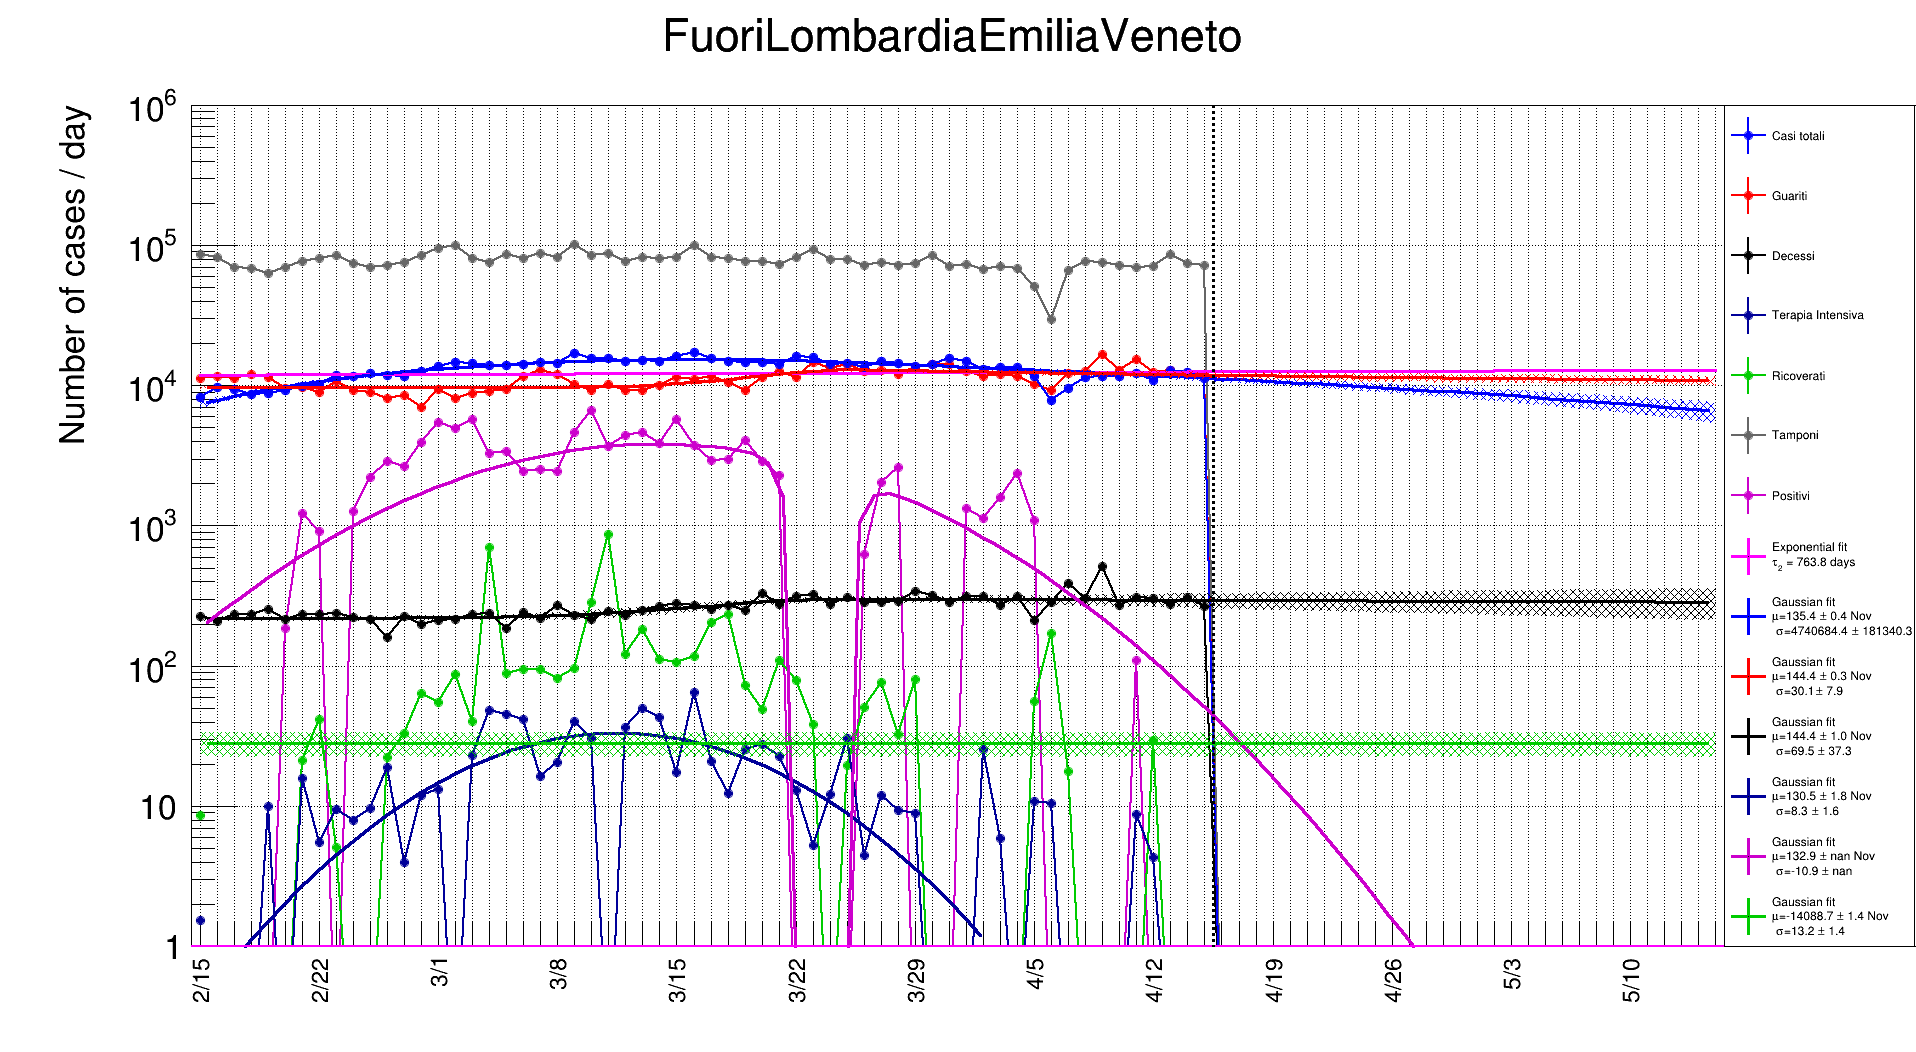 FuoriLombardiaEmiliaVeneto
Number of cases / day
10^6
10^5
10^4
10^3
10^2
10
1
2/15
2/22
3/1
3/8
3/15
3/22
3/29
4/5
4/12
4/19
4/26
5/3
5/10
Casi totali
Guariti
Decessi
Terapia Intensiva
Ricoverati
Tamponi
Positivi
Exponential fit
τ_2 = 763.8 days
Gaussian fit
μ=135.4 ± 0.4 Nov
σ=4740684.4 ± 181340.3
Gaussian fit
μ=144.4 ± 0.3 Nov
σ=30.1 ± 7.9
Gaussian fit
μ=144.4 ± 1.0 Nov
σ=69.5 ± 37.3
Gaussian fit
μ=130.5 ± 1.8 Nov
σ=8.3 ± 1.6
Gaussian fit
μ=132.9 ± nan Nov
σ=-10.9 ± nan
Gaussian fit
μ=-14088.7 ± 1.4 Nov
σ=13.2 ± 1.4